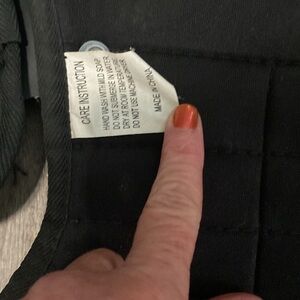 CARE INSTRUCTION
HAND WASH WITH MILD SOAP
DO NOT SUBMERGE IN WATER
DRY AT ROOM TEMPERATURE
DO NOT USE MACHINE DRYER
MADE IN CHINA